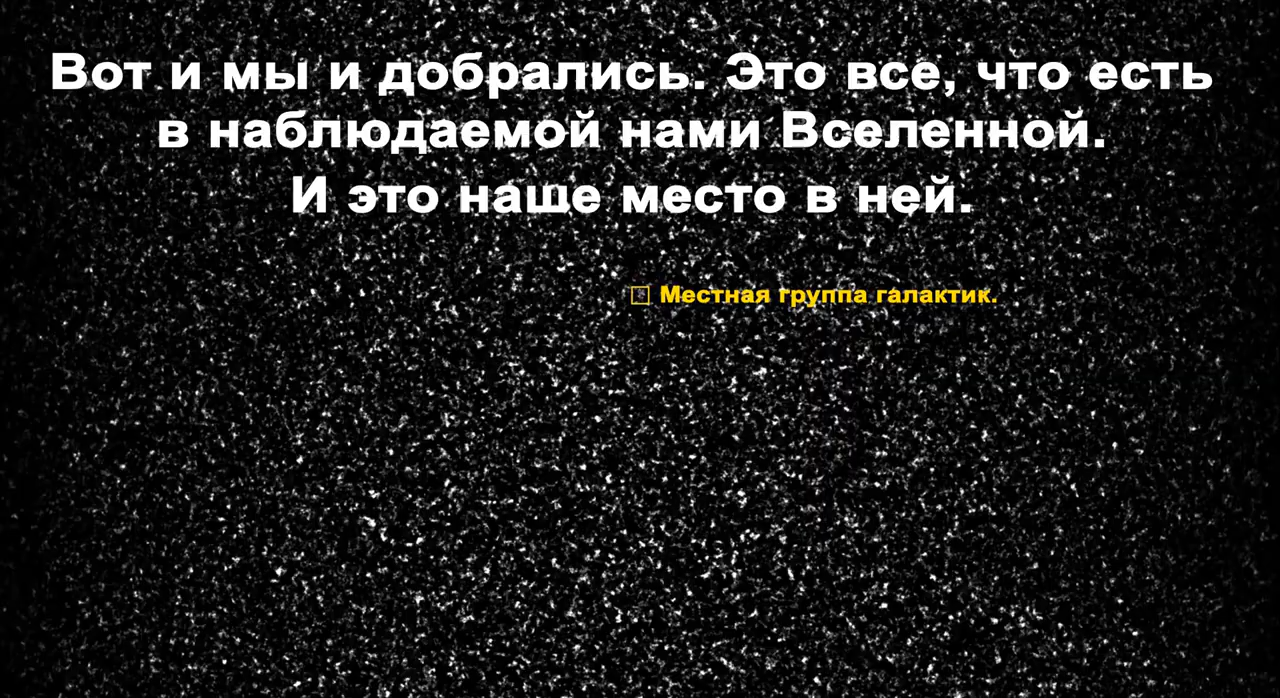 Вот и мы и добрались. Это все, что есть
в наблюдаемой нами Вселенной.
И это наше место в ней.
Местная группа галактик.